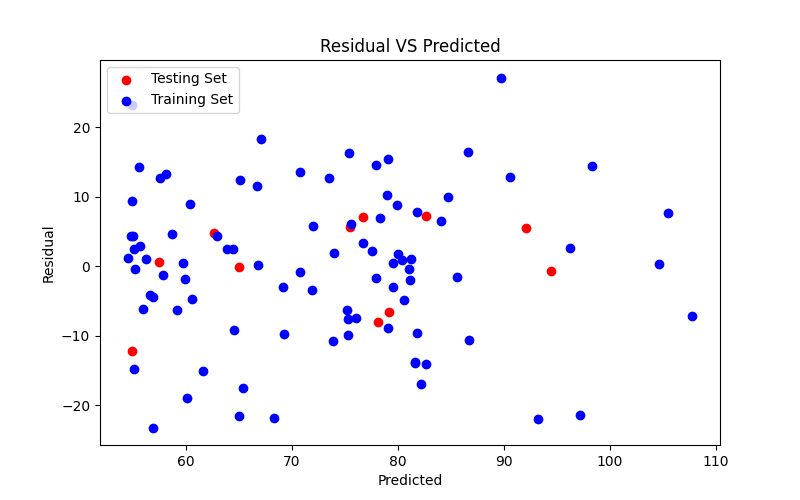 Residual VS Predicted
Testing Set
Training Set
20
10
0
−10
−20
Residual
60
70
80
90
100
110
Predicted